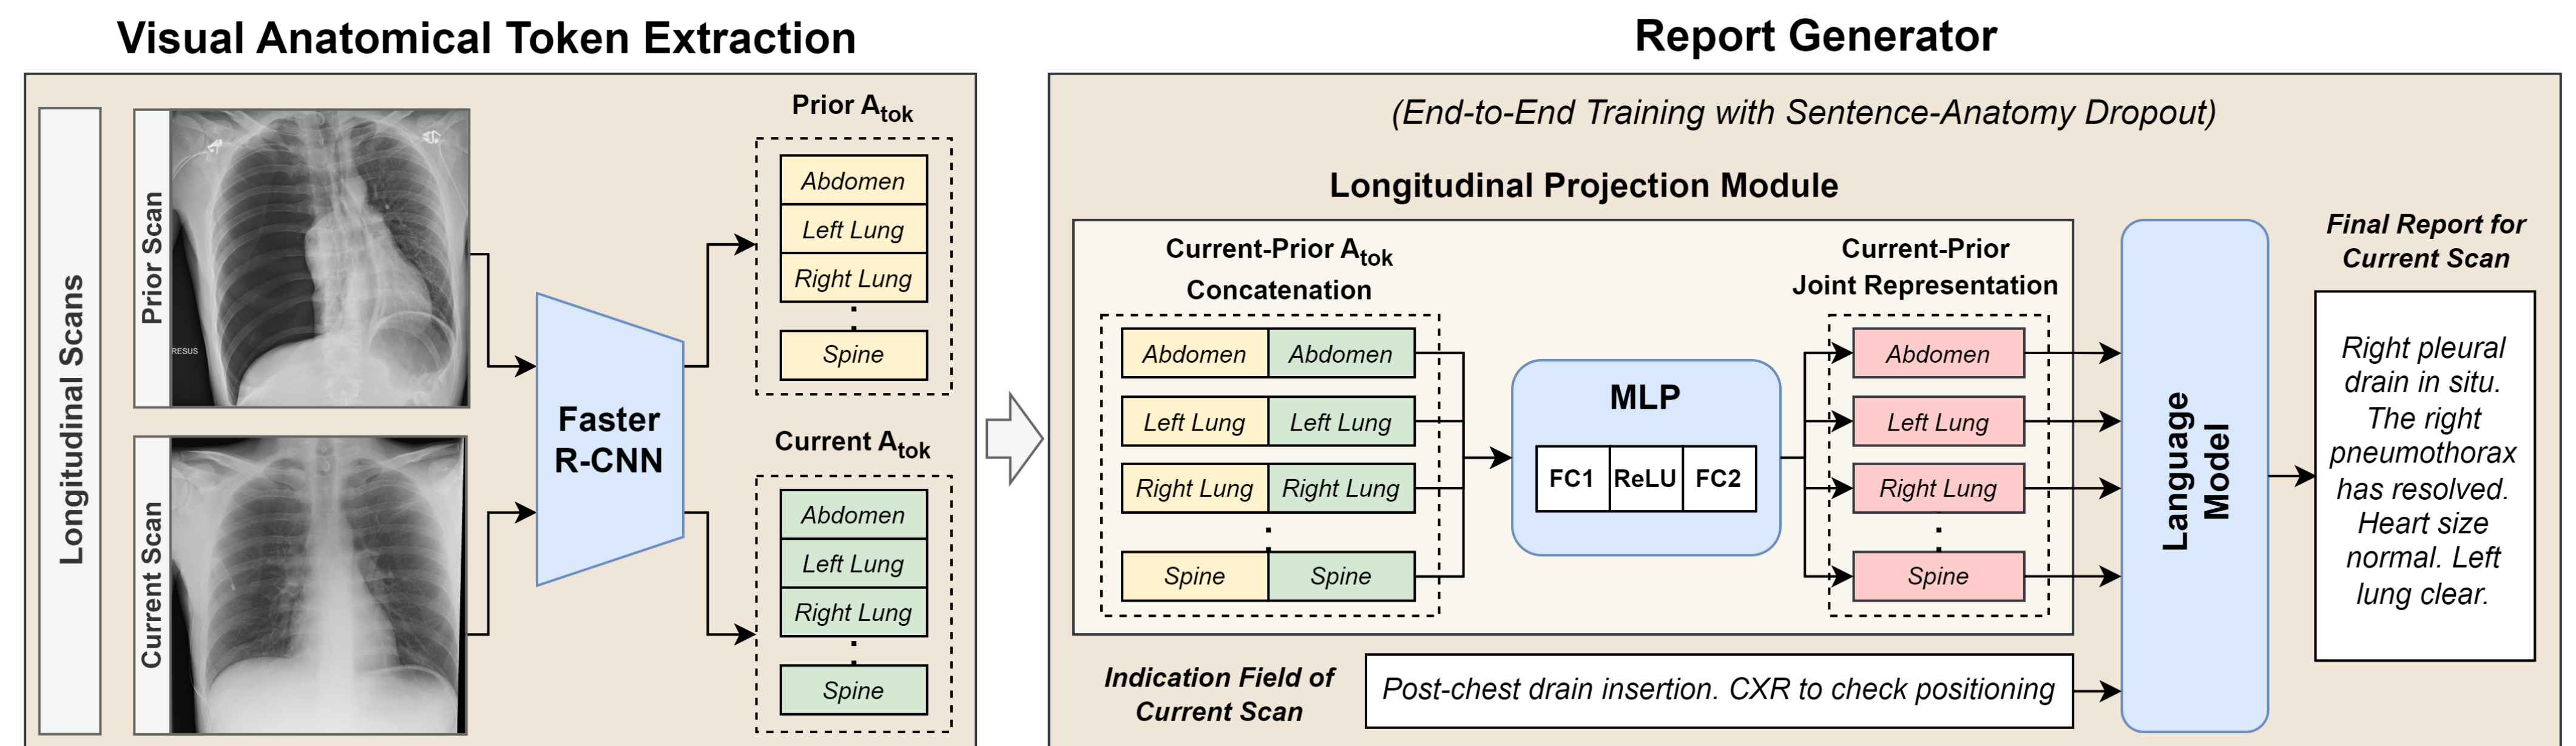 Visual Anatomical Token Extraction
Longitudinal Scans
Prior Scan
RESUS
Current Scan
Faster
R-CNN
Prior Atok
Abdomen
Left Lung
Right Lung
Spine
Current Atok
Abdomen
Left Lung
Right Lung
Spine
Report Generator
(End-to-End Training with Sentence-Anatomy Dropout)
Longitudinal Projection Module
Current-Prior Atok
Concatenation
Abdomen Abdomen
Left Lung Left Lung
Right Lung Right Lung
Spine Spine
MLP
FC1 ReLU FC2
Current-Prior
Joint Representation
Abdomen
Left Lung
Right Lung
Spine
Indication Field of
Current Scan
Post-chest drain insertion. CXR to check positioning
Language
Model
Final Report for
Current Scan
Right pleural
drain in situ.
The right
pneumothorax
has resolved.
Heart size
normal. Left
lung clear.